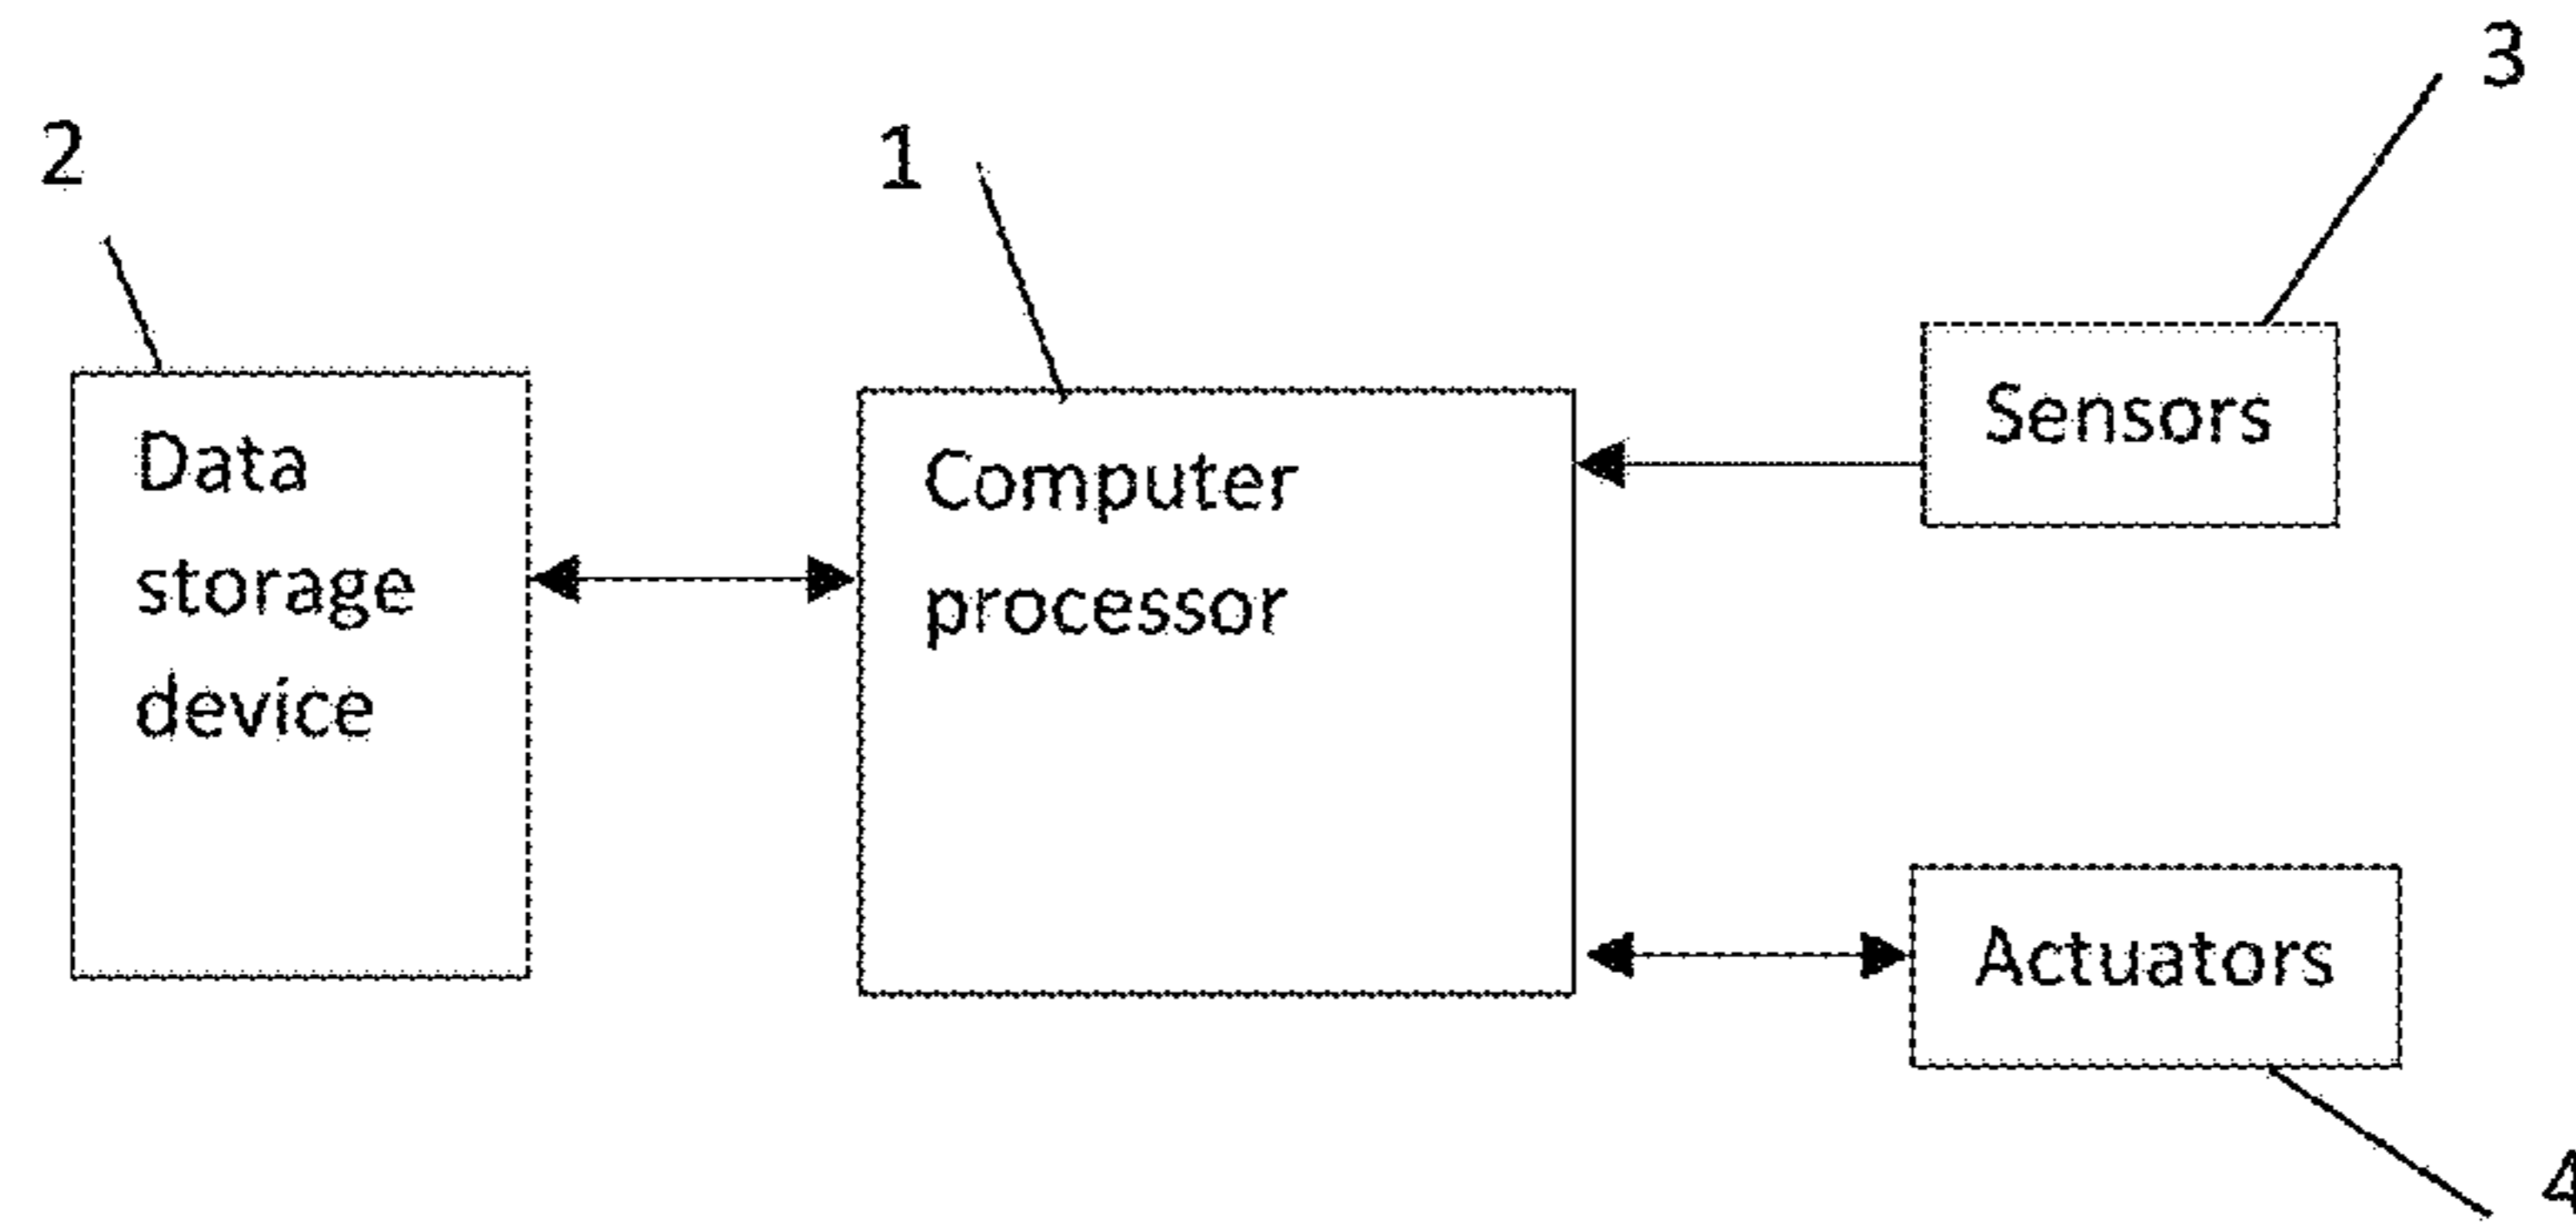 3
2
1
Data
storage
device
Computer
processor
Sensors
Actuators
4